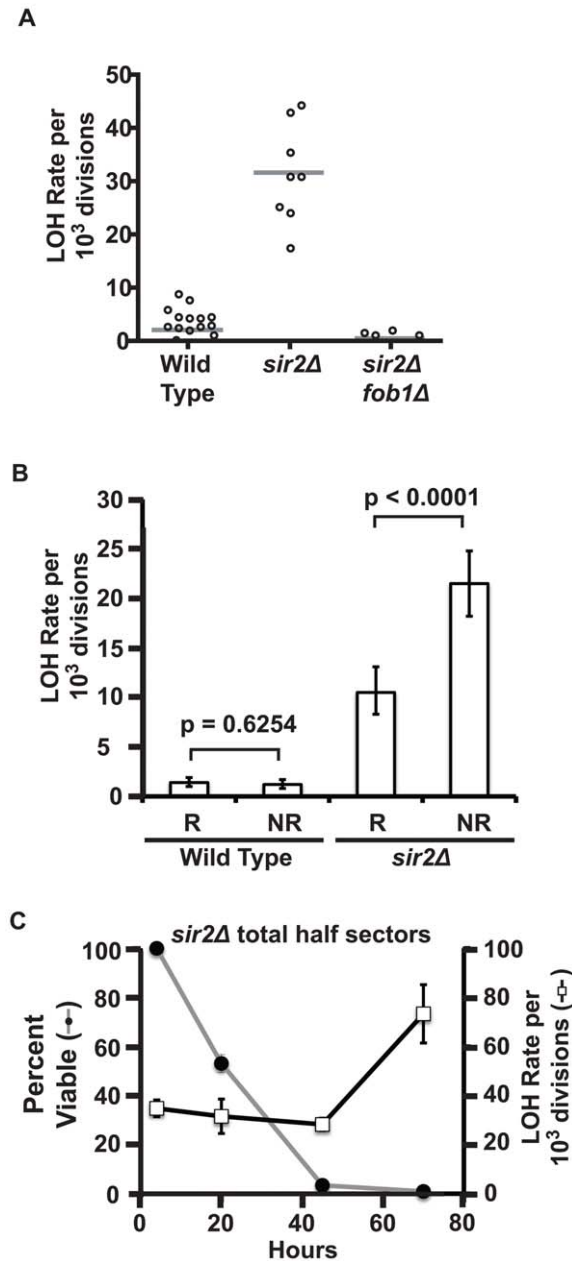 A
LOH Rate per
10³ divisions
50
40
30
20
10
0
Wild
Type
sir2Δ
sir2Δ
fob1Δ
B
LOH Rate per
10³ divisions
30
25
20
15
10
5
0
p = 0.6254
p < 0.0001
R
NR
R
NR
Wild Type
sir2Δ
C
sir2Δ total half sectors
Percent
Viable (-●-)
100
80
60
40
20
0
100
80
60
40
20
0
LOH Rate per
10³ divisions (-□-)
0
20
40
60
80
Hours